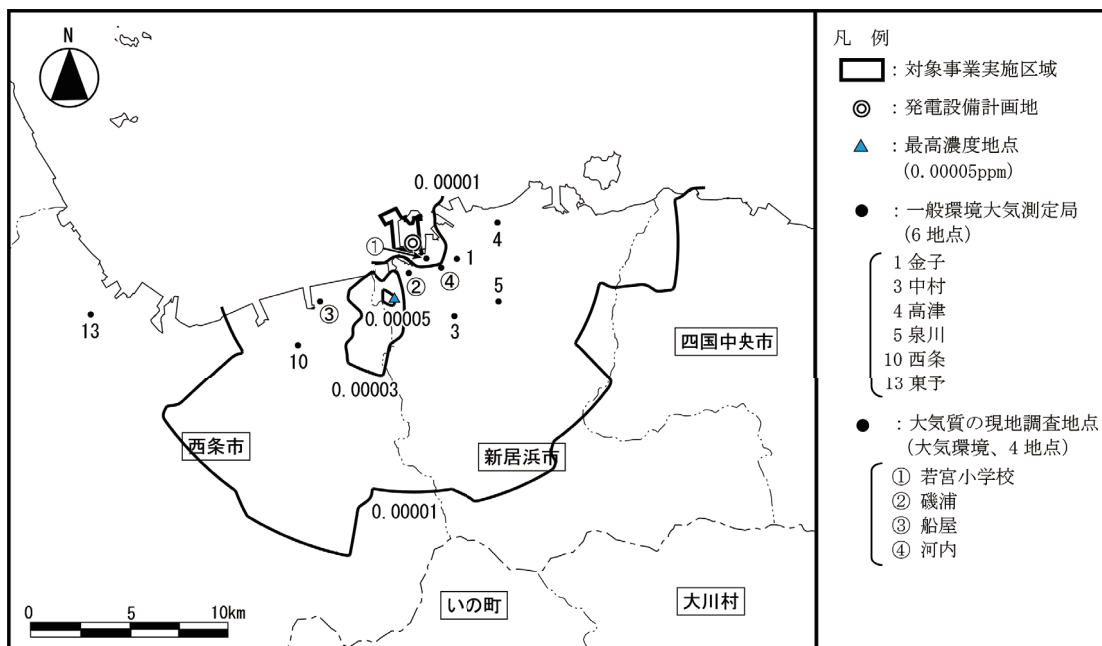 N
0.00001
①
4
1
④
②
5
③
0.00005
3
13
10
四国中央市
0.00003
西条市
新居浜市
0.00001
0 5 10km
いの町
大川村
凡 例
：対象事業実施区域
：発電設備計画地
：最高濃度地点
(0.00005ppm)
：一般環境大気測定局
(6 地点)
1 金子
3 中村
4 高津
5 泉川
10 西条
13 東予
：大気質の現地調査地点
(大気環境、4 地点)
① 若宮小学校
② 磯浦
③ 船屋
④ 河内